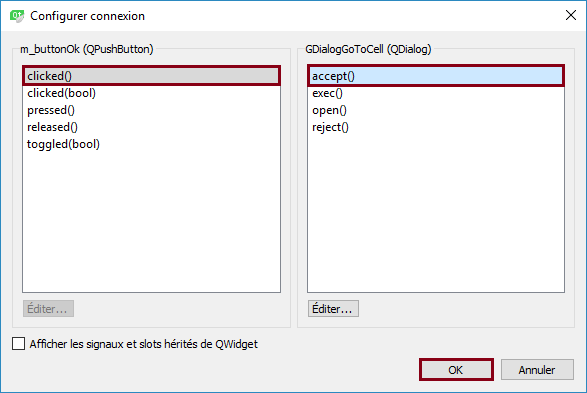 Configurer connexion
m_buttonOk (QPushButton)
clicked()
clicked(bool)
pressed()
released()
toggled(bool)
Éditer...
GDialogGoToCell (QDialog)
accept()
exec()
open()
reject()
Éditer...
Afficher les signaux et slots hérités de QWidget
OK
Annuler